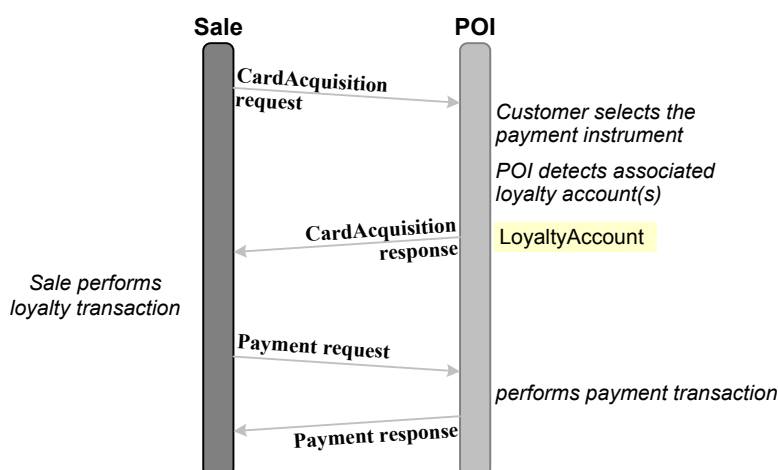 Sale
POI
CardAcquisition
request
Customer selects the
payment instrument
POI detects associated
loyalty account(s)
CardAcquisition
response
LoyaltyAccount
Sale performs
loyalty transaction
Payment request
performs payment transaction
Payment response